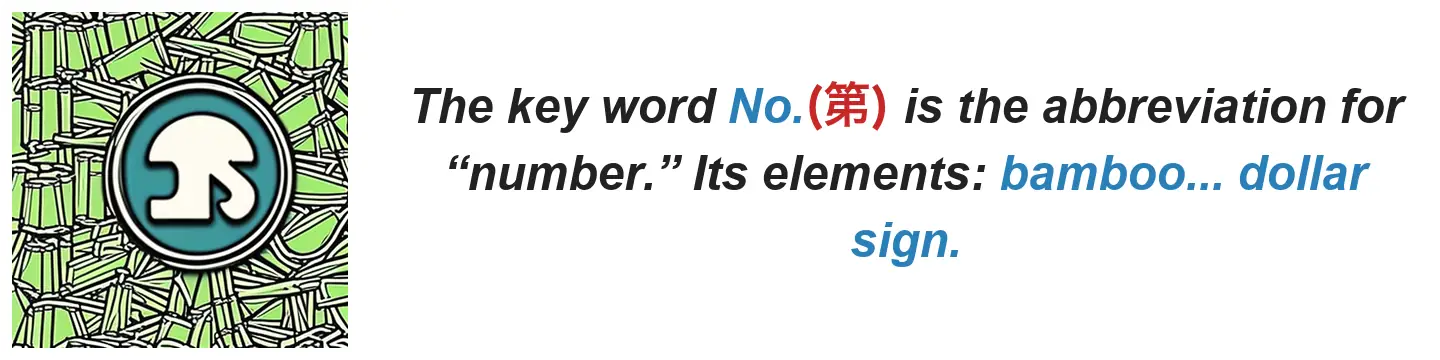 The key word No.(第) is the abbreviation for
“number.” Its elements: bamboo... dollar
sign.